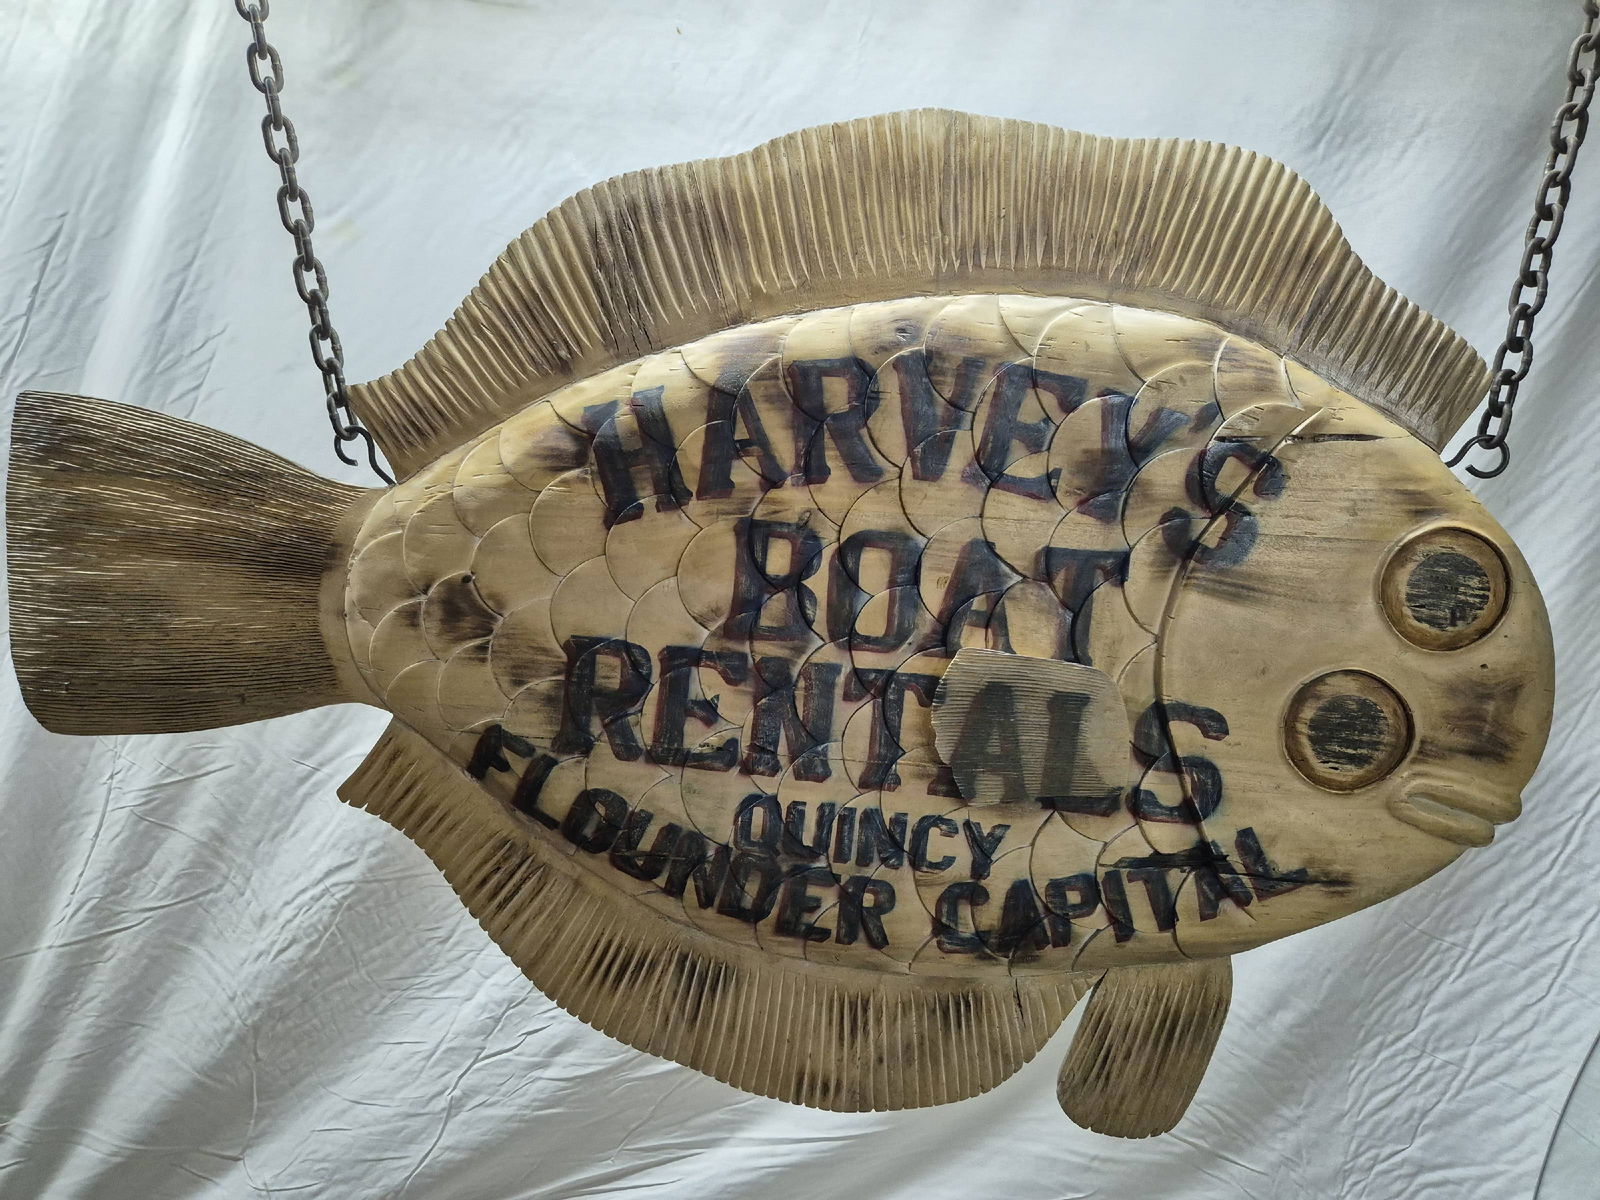 HARVEY'S
BOAT
RENTALS
QUINCY
FLOUNDER CAPITAL